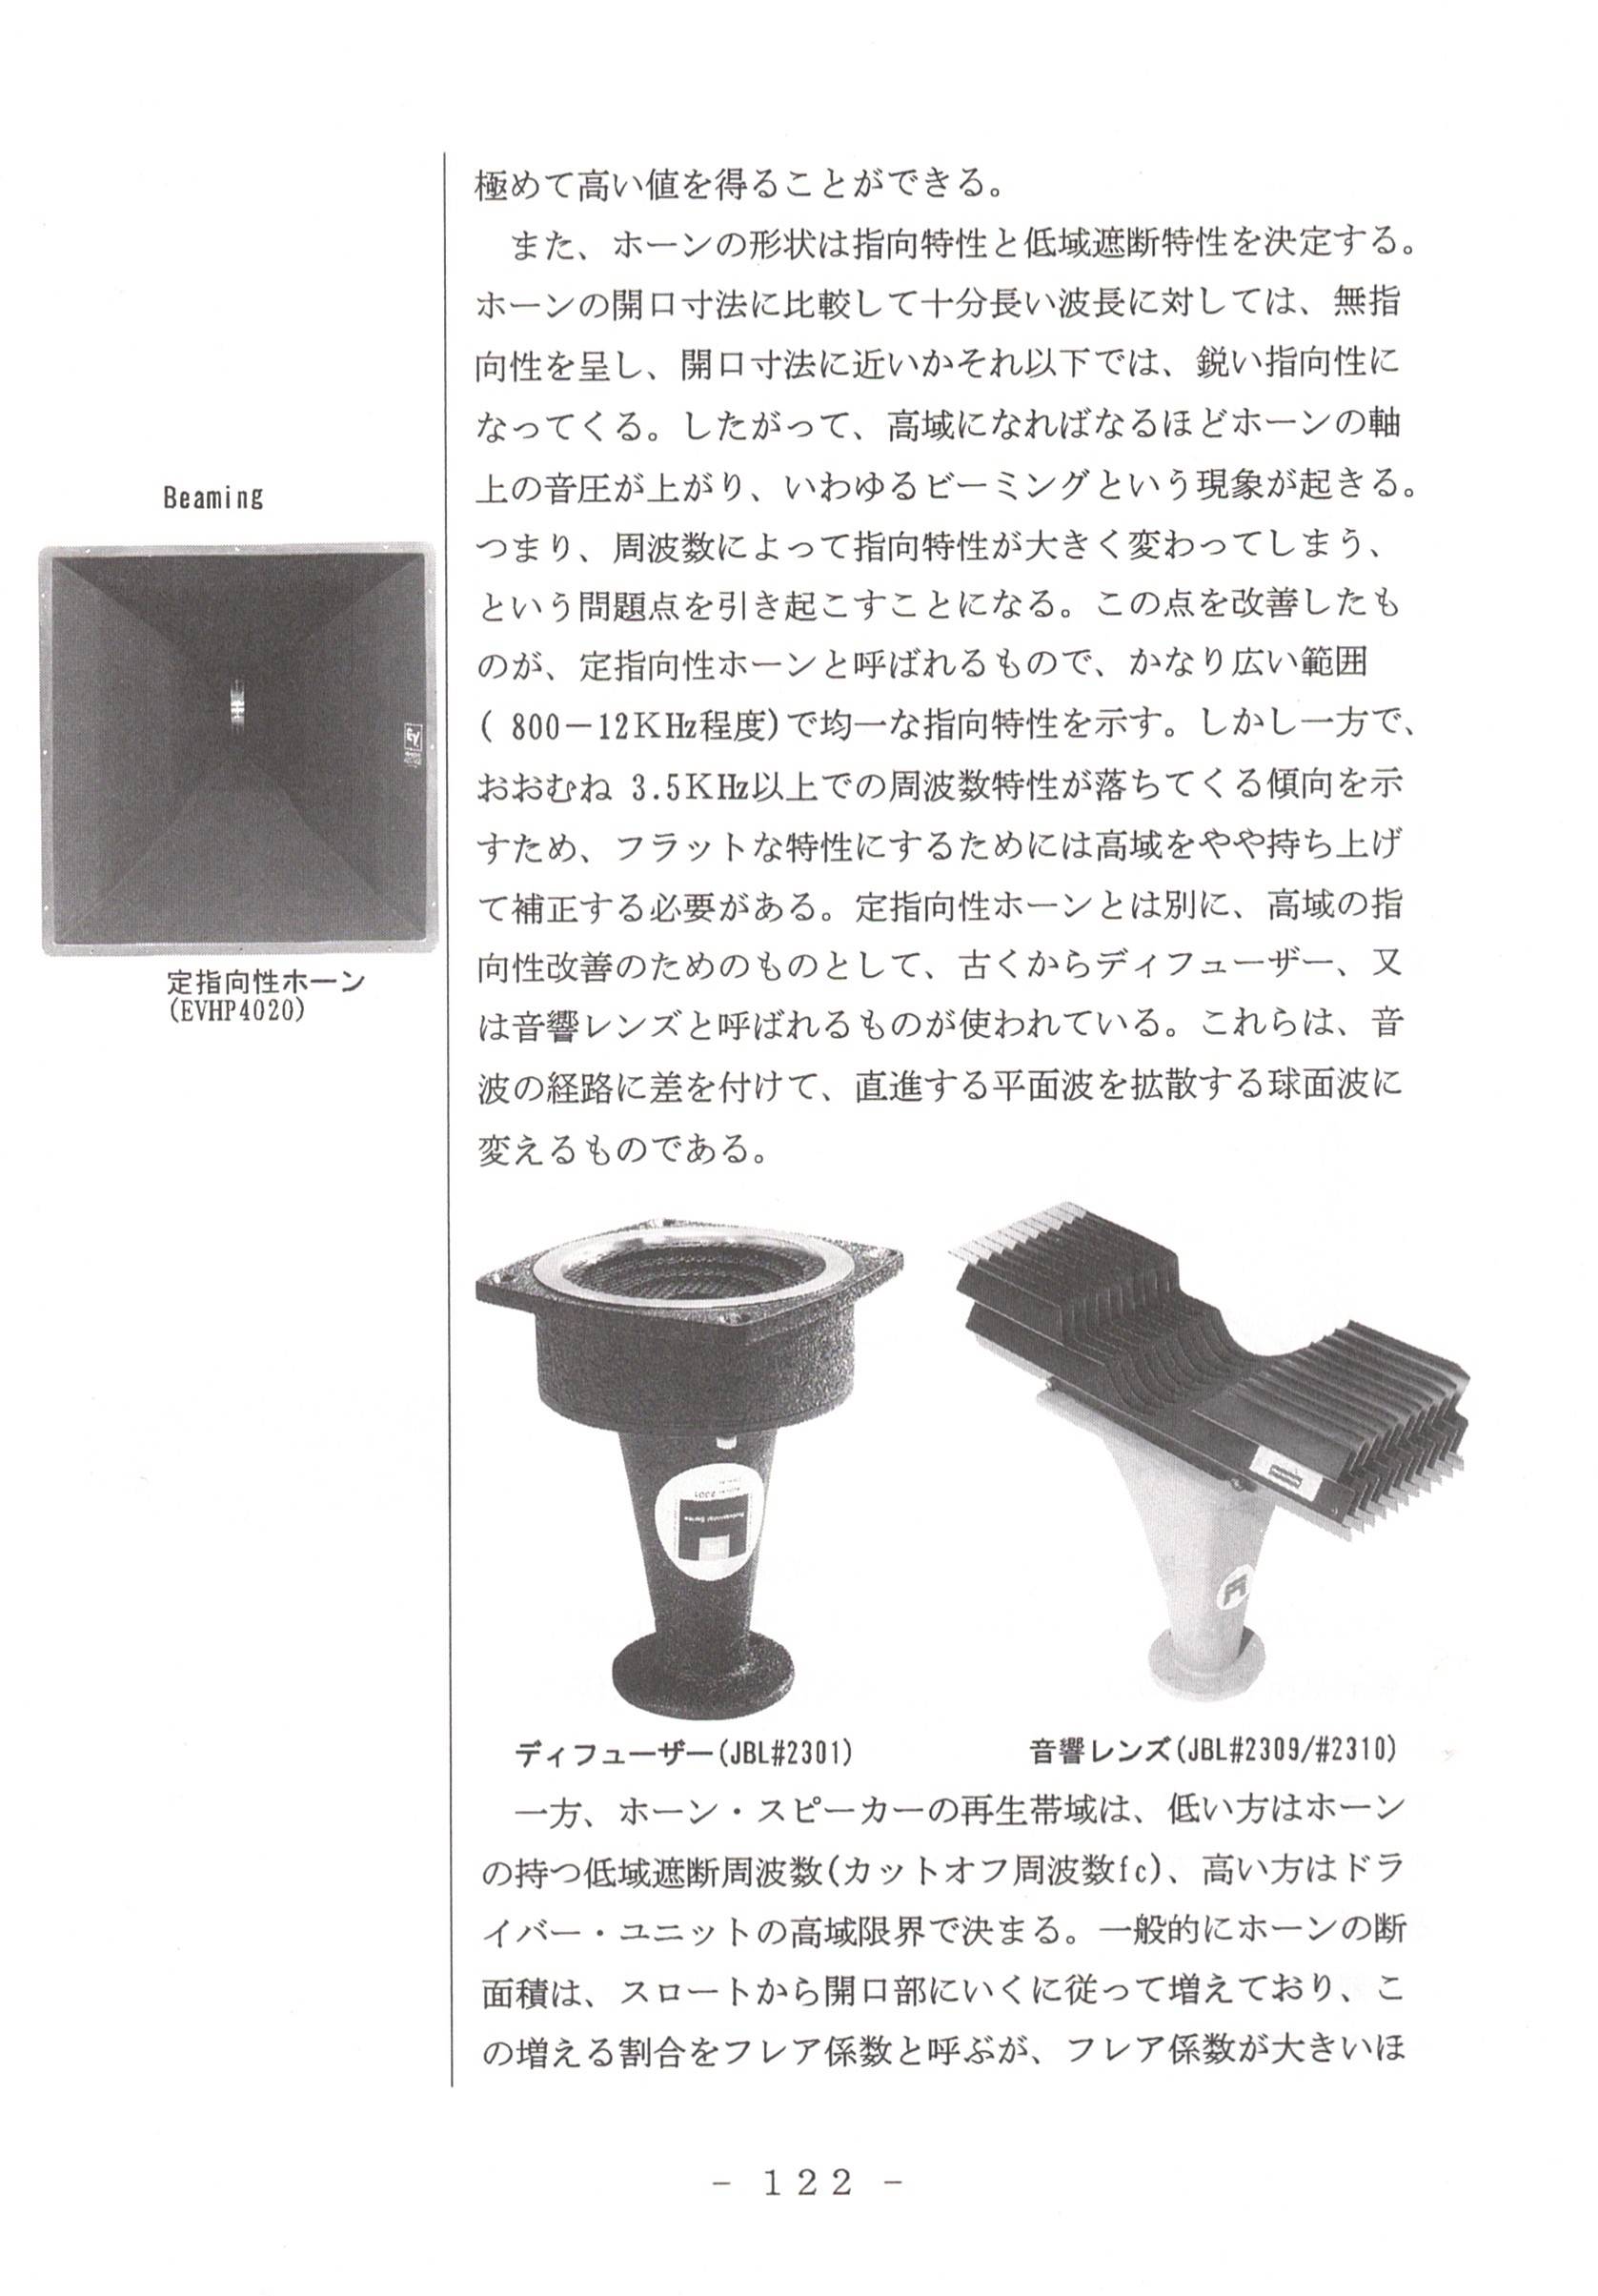 極めて高い値を得ることができる。
また、ホーンの形状は指向特性と低域遮断特性を決定する。
ホーンの開口寸法に比較して十分長い波長に対しては、無指
向性を呈し、開口寸法に近いかそれ以下では、鋭い指向性に
なってくる。したがって、高域になればなるほどホーンの軸
上の音圧が上がり、いわゆるビーミングという現象が起きる。
つまり、周波数によって指向特性が大きく変わってしまう、
という問題点を引き起こすことになる。この点を改善したも
のが、定指向性ホーンと呼ばれるもので、かなり広い範囲
( 800－12KHz程度)で均一な指向特性を示す。しかし一方で、
おおむね 3.5KHz以上での周波数特性が落ちてくる傾向を示
すため、フラットな特性にするためには高域をやや持ち上げ
て補正する必要がある。定指向性ホーンとは別に、高域の指
向性改善のためのものとして、古くからディフューザー、又
は音響レンズと呼ばれるものが使われている。これらは、音
波の経路に差を付けて、直進する平面波を拡散する球面波に
変えるものである。
Beaming
EV
定指向性ホーン
(EVHP4020)
ディフューザー(JBL#2301)
音響レンズ(JBL#2309/#2310)
一方、ホーン・スピーカーの再生帯域は、低い方はホーン
の持つ低域遮断周波数(カットオフ周波数fc)、高い方はドラ
イバー・ユニットの高域限界で決まる。一般的にホーンの断
面積は、スロートから開口部にいくに従って増えており、こ
の増える割合をフレア係数と呼ぶが、フレア係数が大きいほ
- 122 -